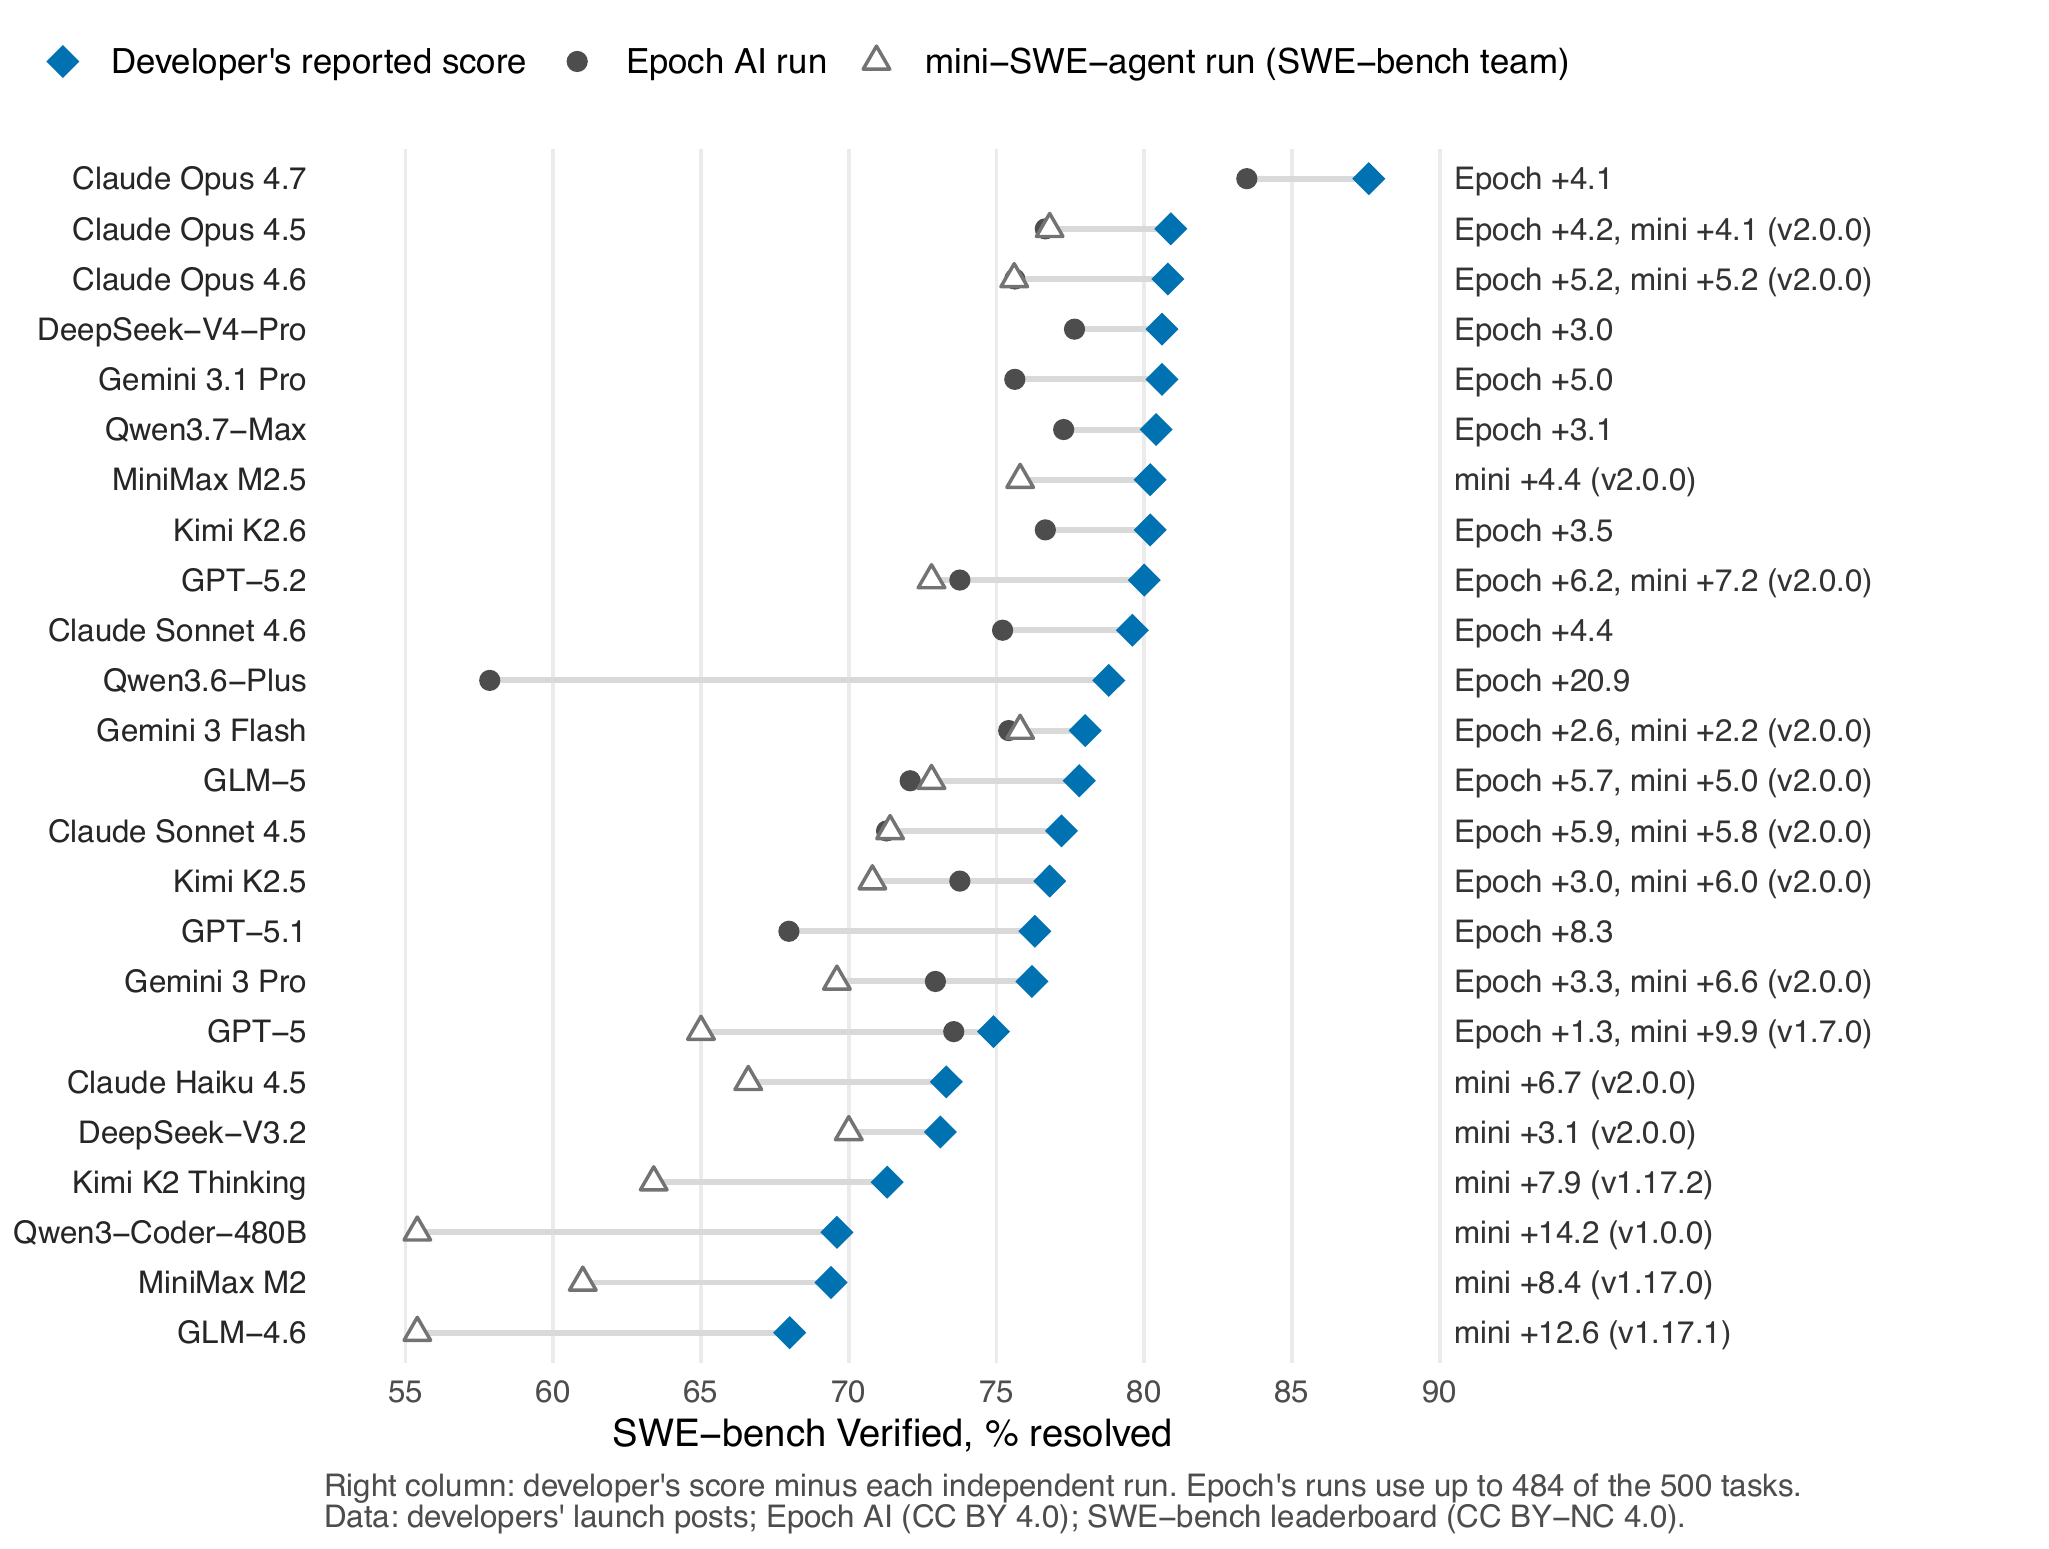 Developer's reported score Epoch AI run mini−SWE−agent run (SWE−bench team)
Claude Opus 4.7 Epoch +4.1
Claude Opus 4.5 Epoch +4.2, mini +4.1 (v2.0.0)
Claude Opus 4.6 Epoch +5.2, mini +5.2 (v2.0.0)
DeepSeek−V4−Pro Epoch +3.0
Gemini 3.1 Pro Epoch +5.0
Qwen3.7−Max Epoch +3.1
MiniMax M2.5 mini +4.4 (v2.0.0)
Kimi K2.6 Epoch +3.5
GPT−5.2 Epoch +6.2, mini +7.2 (v2.0.0)
Claude Sonnet 4.6 Epoch +4.4
Qwen3.6−Plus Epoch +20.9
Gemini 3 Flash Epoch +2.6, mini +2.2 (v2.0.0)
GLM−5 Epoch +5.7, mini +5.0 (v2.0.0)
Claude Sonnet 4.5 Epoch +5.9, mini +5.8 (v2.0.0)
Kimi K2.5 Epoch +3.0, mini +6.0 (v2.0.0)
GPT−5.1 Epoch +8.3
Gemini 3 Pro Epoch +3.3, mini +6.6 (v2.0.0)
GPT−5 Epoch +1.3, mini +9.9 (v1.7.0)
Claude Haiku 4.5 mini +6.7 (v2.0.0)
DeepSeek−V3.2 mini +3.1 (v2.0.0)
Kimi K2 Thinking mini +7.9 (v1.17.2)
Qwen3−Coder−480B mini +14.2 (v1.0.0)
MiniMax M2 mini +8.4 (v1.17.0)
GLM−4.6 mini +12.6 (v1.17.1)
55 60 65 70 75 80 85 90
SWE−bench Verified, % resolved
Right column: developer's score minus each independent run. Epoch's runs use up to 484 of the 500 tasks.
Data: developers' launch posts; Epoch AI (CC BY 4.0); SWE−bench leaderboard (CC BY−NC 4.0).